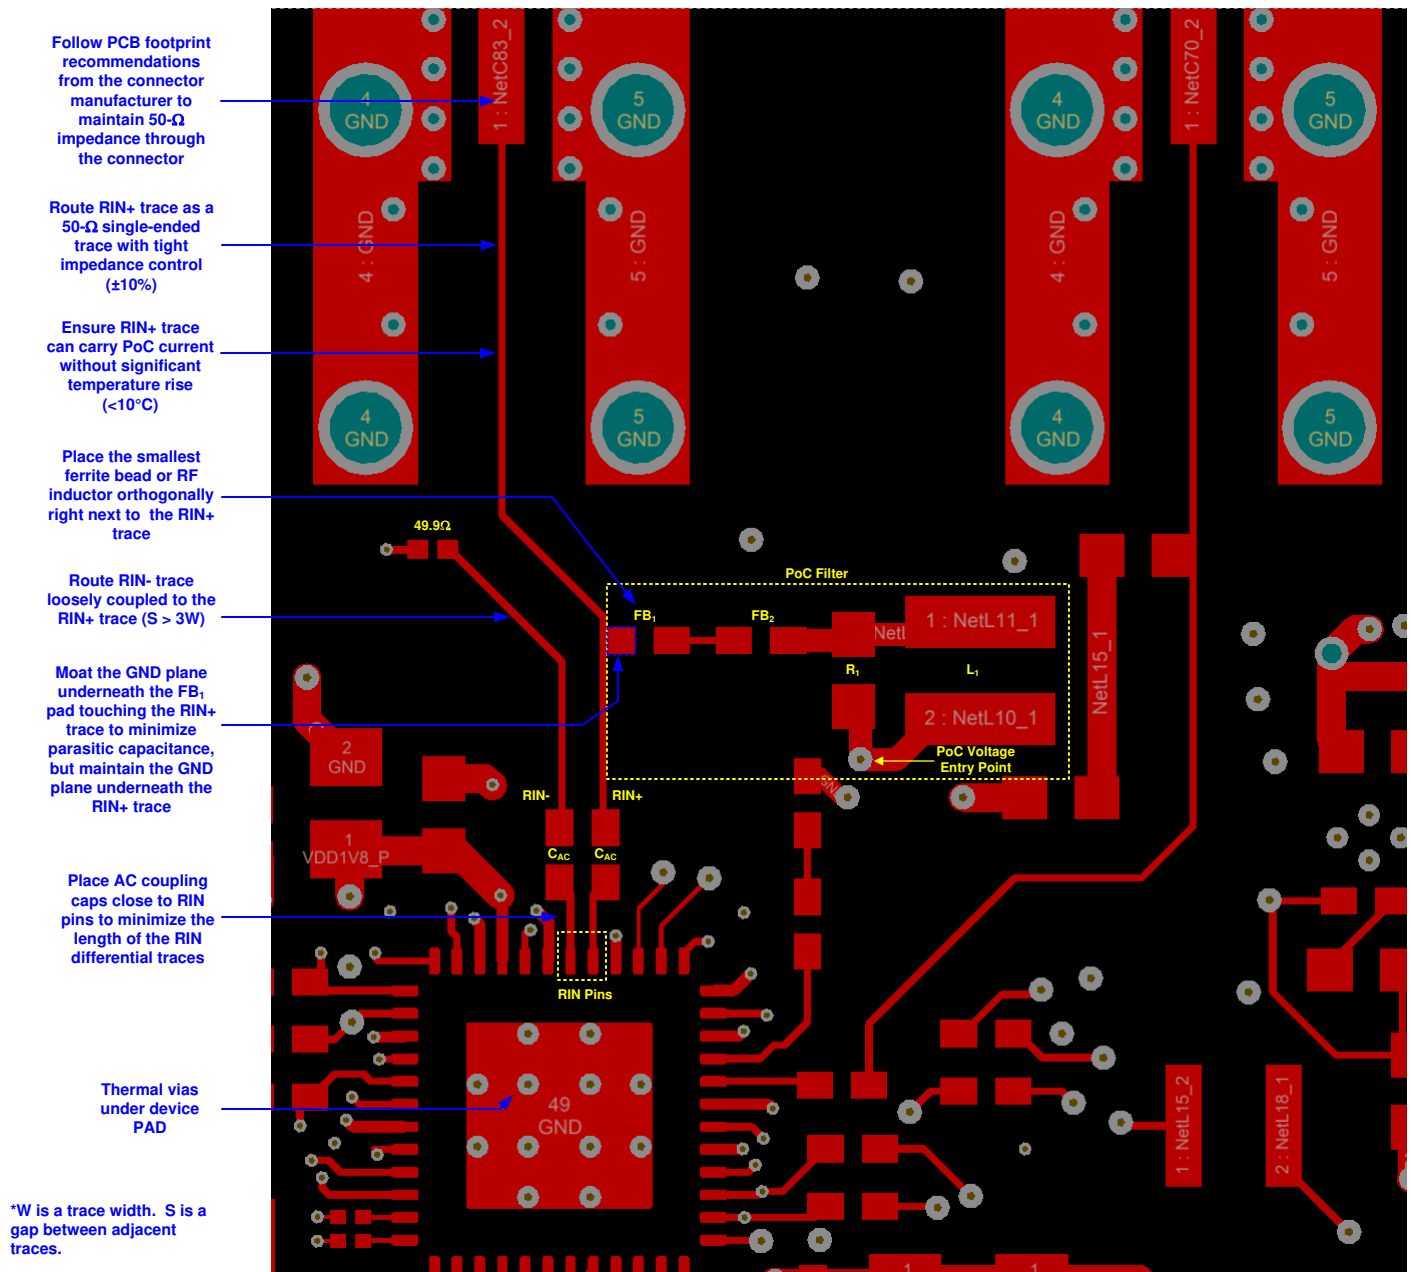 Follow PCB footprint
recommendations
from the connector
manufacturer to
maintain 50-Ω
impedance through
the connector
Route RIN+ trace as a
50-Ω single-ended
trace with tight
impedance control
(±10%)
Ensure RIN+ trace
can carry PoC current
without significant
temperature rise
(<10°C)
Place the smallest
ferrite bead or RF
inductor orthogonally
right next to the RIN+
trace
Route RIN- trace
loosely coupled to the
RIN+ trace (S > 3W)
Moat the GND plane
underneath the FB₁
pad touching the RIN+
trace to minimize
parasitic capacitance,
but maintain the GND
plane underneath the
RIN+ trace
Place AC coupling
caps close to RIN
pins to minimize the
length of the RIN
differential traces
Thermal vias
under device
PAD
*W is a trace width. S is a
gap between adjacent
traces.
4
GND
1 : NetC83_2
5
GND
4
GND
1 : NetC70_2
5
GND
4 : GND
5 : GND
4 : GND
5 : GND
4
GND
5
GND
4
GND
5
GND
49.9Ω
PoC Filter
FB₁
FB₂
NetL
1 : NetL11_1
R₁
L₁
2 : NetL10_1
PoC Voltage
Entry Point
NetL15_1
2
GND
RIN-
RIN+
1
VDD1V8_P
C_AC
C_AC
RIN Pins
49
GND
1 : NetL15_2
2 : NetL18_1
1
1